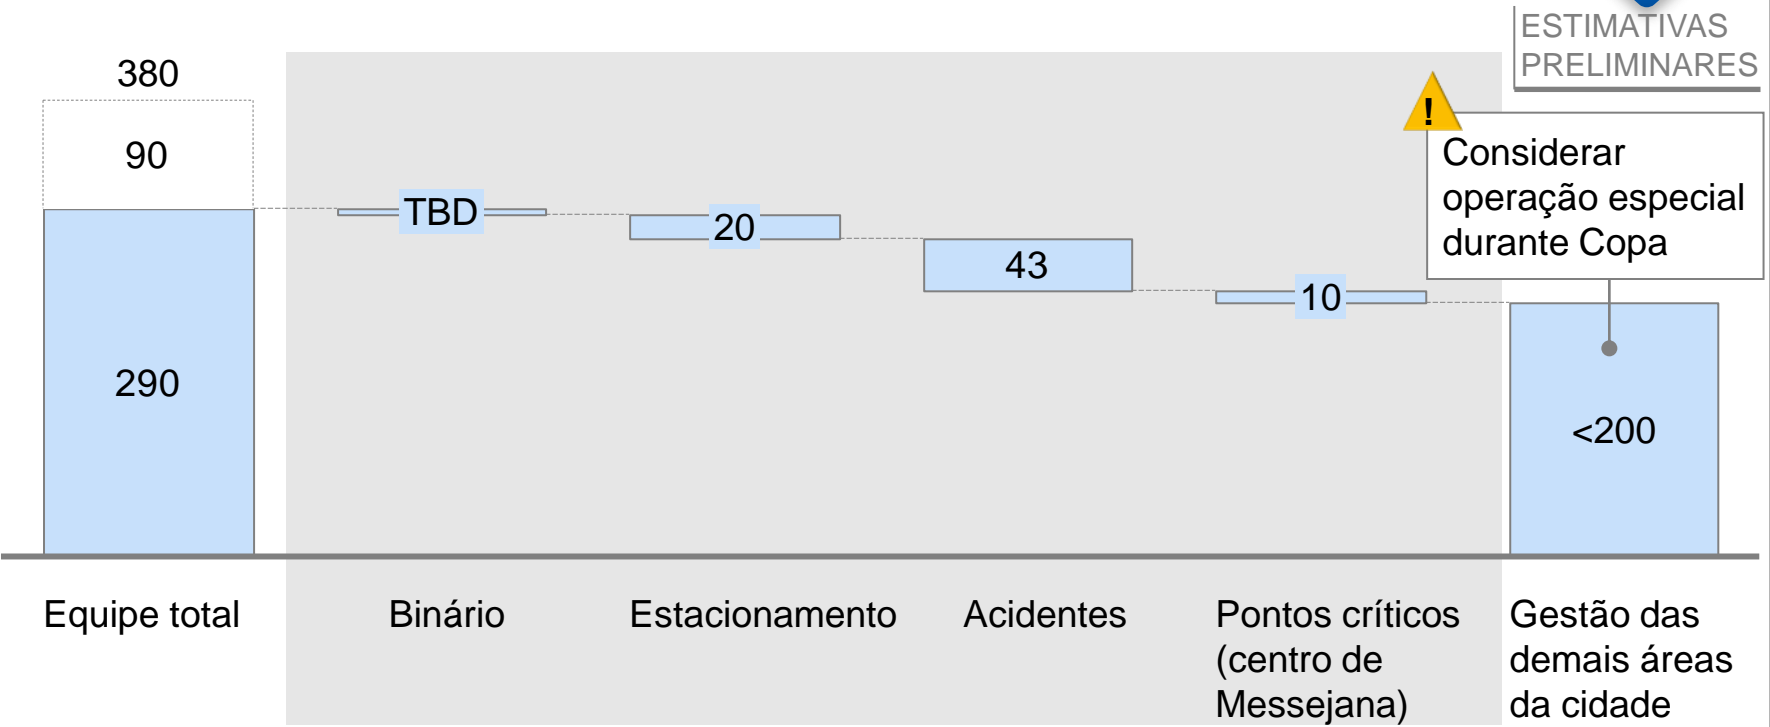 ESTIMATIVAS
PRELIMINARES
380
90
290
TBD
20
43
10
!
Considerar
operação especial
durante Copa
<200
Equipe total
Binário
Estacionamento
Acidentes
Pontos críticos
(centro de
Messejana)
Gestão das
demais áreas
da cidade